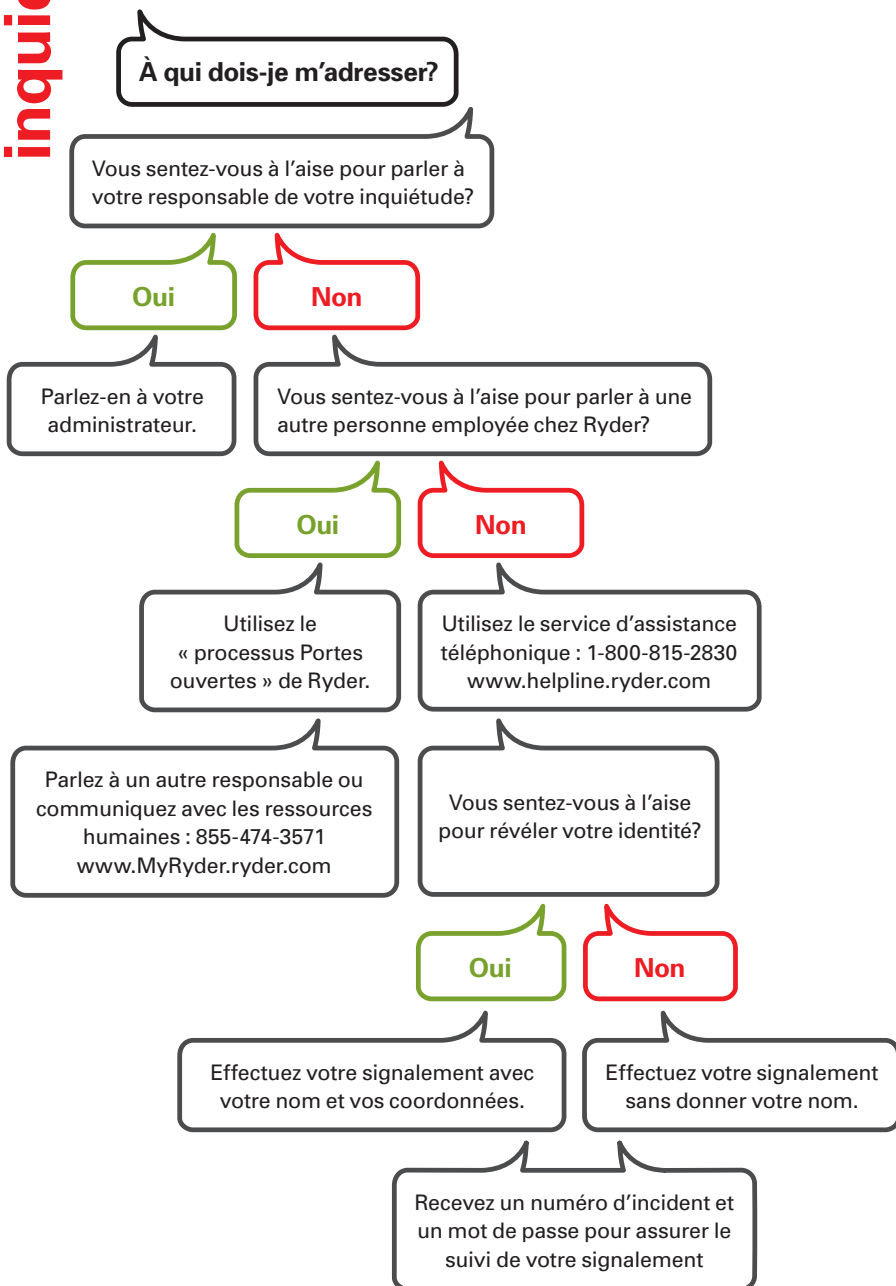 inquié
À qui dois-je m'adresser?
Vous sentez-vous à l'aise pour parler à
votre responsable de votre inquiétude?
Oui
Non
Parlez-en à votre
administrateur.
Vous sentez-vous à l'aise pour parler à une
autre personne employée chez Ryder?
Oui
Non
Utilisez le
« processus Portes
ouvertes » de Ryder.
Utilisez le service d'assistance
téléphonique : 1-800-815-2830
www.helpline.ryder.com
Parlez à un autre responsable ou
communiquez avec les ressources
humaines : 855-474-3571
www.MyRyder.ryder.com
Vous sentez-vous à l'aise
pour révéler votre identité?
Oui
Non
Effectuez votre signalement avec
votre nom et vos coordonnées.
Effectuez votre signalement
sans donner votre nom.
Recevez un numéro d'incident et
un mot de passe pour assurer le
suivi de votre signalement